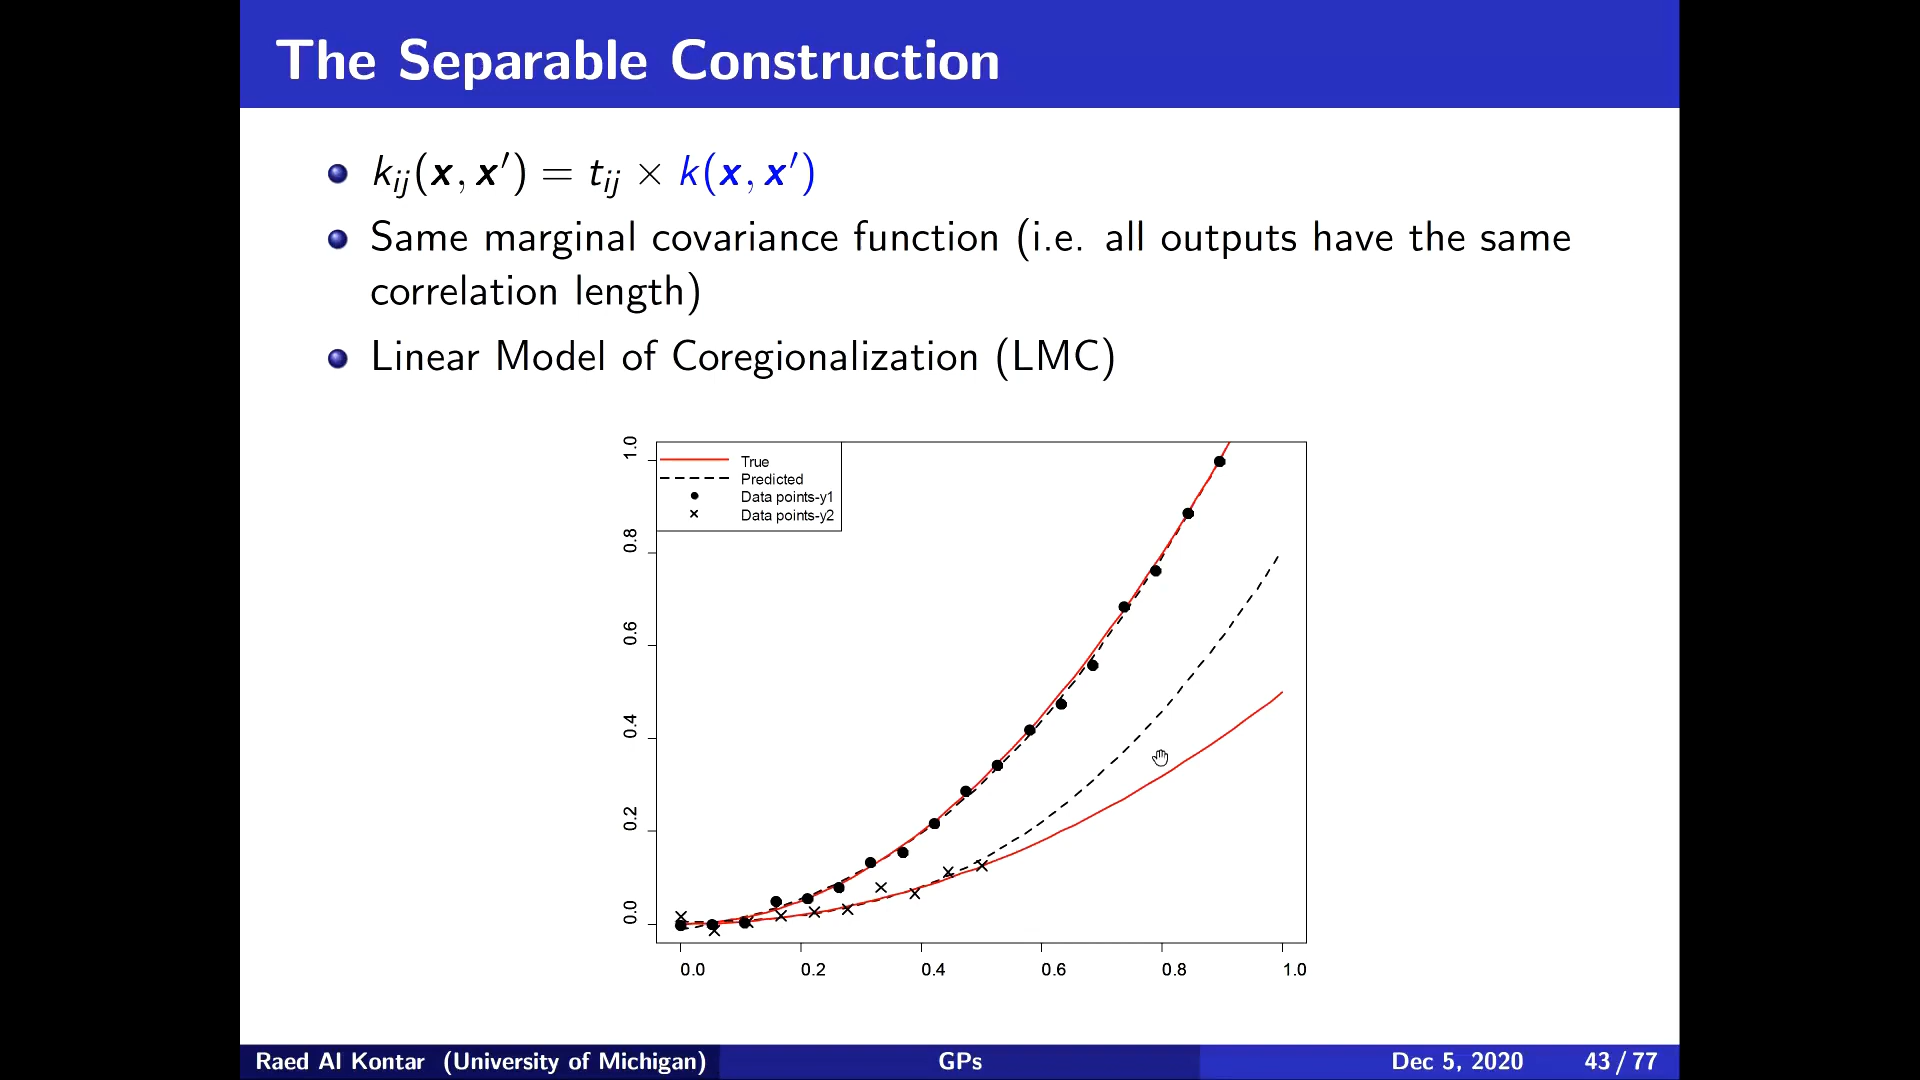 The Separable Construction
kij(x, x′) = tij × k(x, x′)
Same marginal covariance function (i.e. all outputs have the same
correlation length)
Linear Model of Coregionalization (LMC)
True
Predicted
Data points-y1
Data points-y2
1.0
0.8
0.6
0.4
0.2
0.0
0.0 0.2 0.4 0.6 0.8 1.0
Raed Al Kontar (University of Michigan) GPs Dec 5, 2020 43 / 77